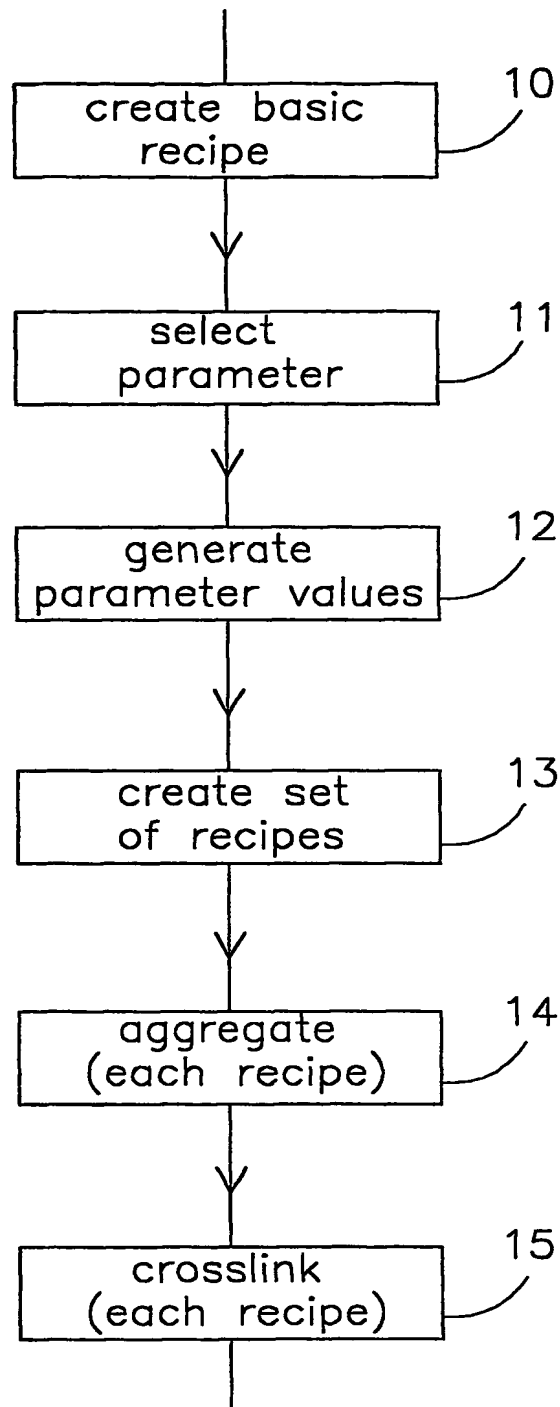 create basic
recipe
10
select
parameter
11
generate
parameter values
12
create set
of recipes
13
aggregate
(each recipe)
14
crosslink
(each recipe)
15